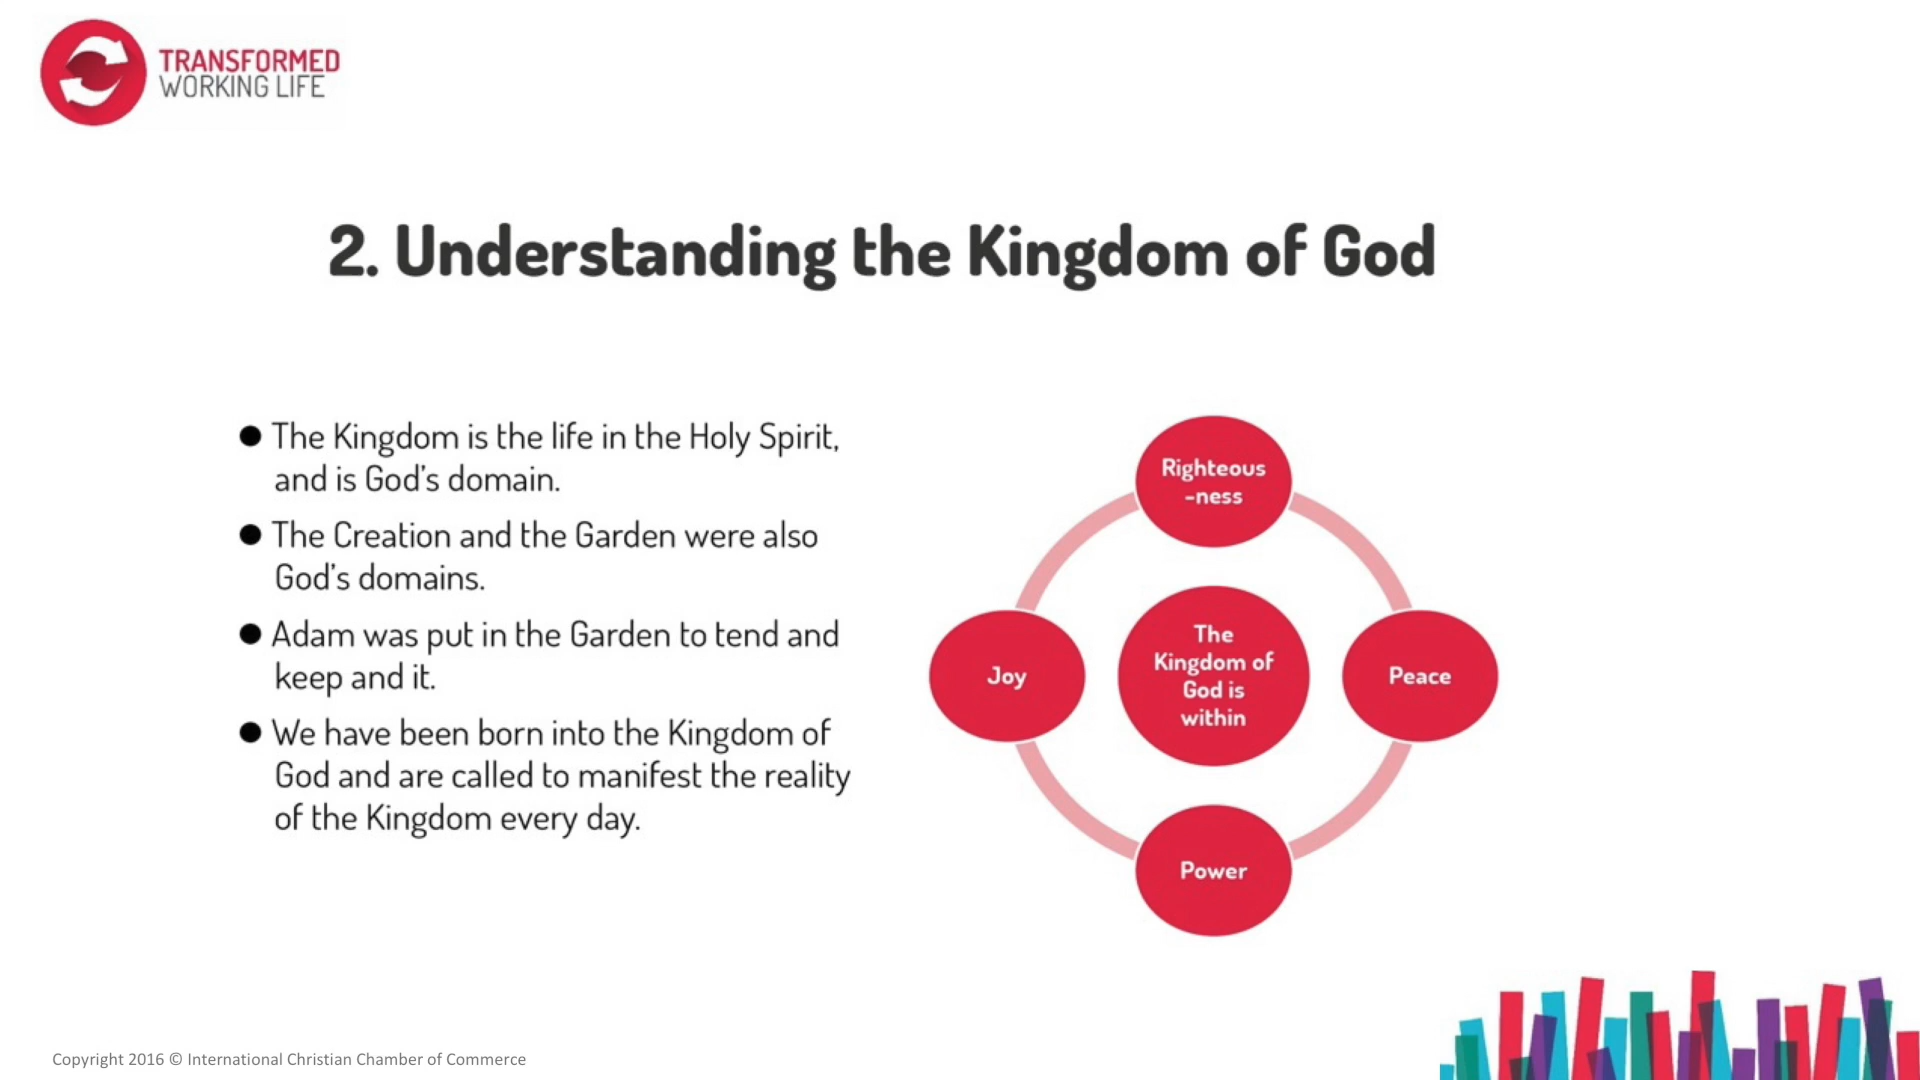 TRANSFORMED
WORKING LIFE
2. Understanding the Kingdom of God
● The Kingdom is the life in the Holy Spirit,
and is God's domain.
● The Creation and the Garden were also
God's domains.
● Adam was put in the Garden to tend and
keep and it.
● We have been born into the Kingdom of
God and are called to manifest the reality
of the Kingdom every day.
Righteous
-ness
Joy
The
Kingdom of
God is
within
Peace
Power
Copyright 2016 © International Christian Chamber of Commerce